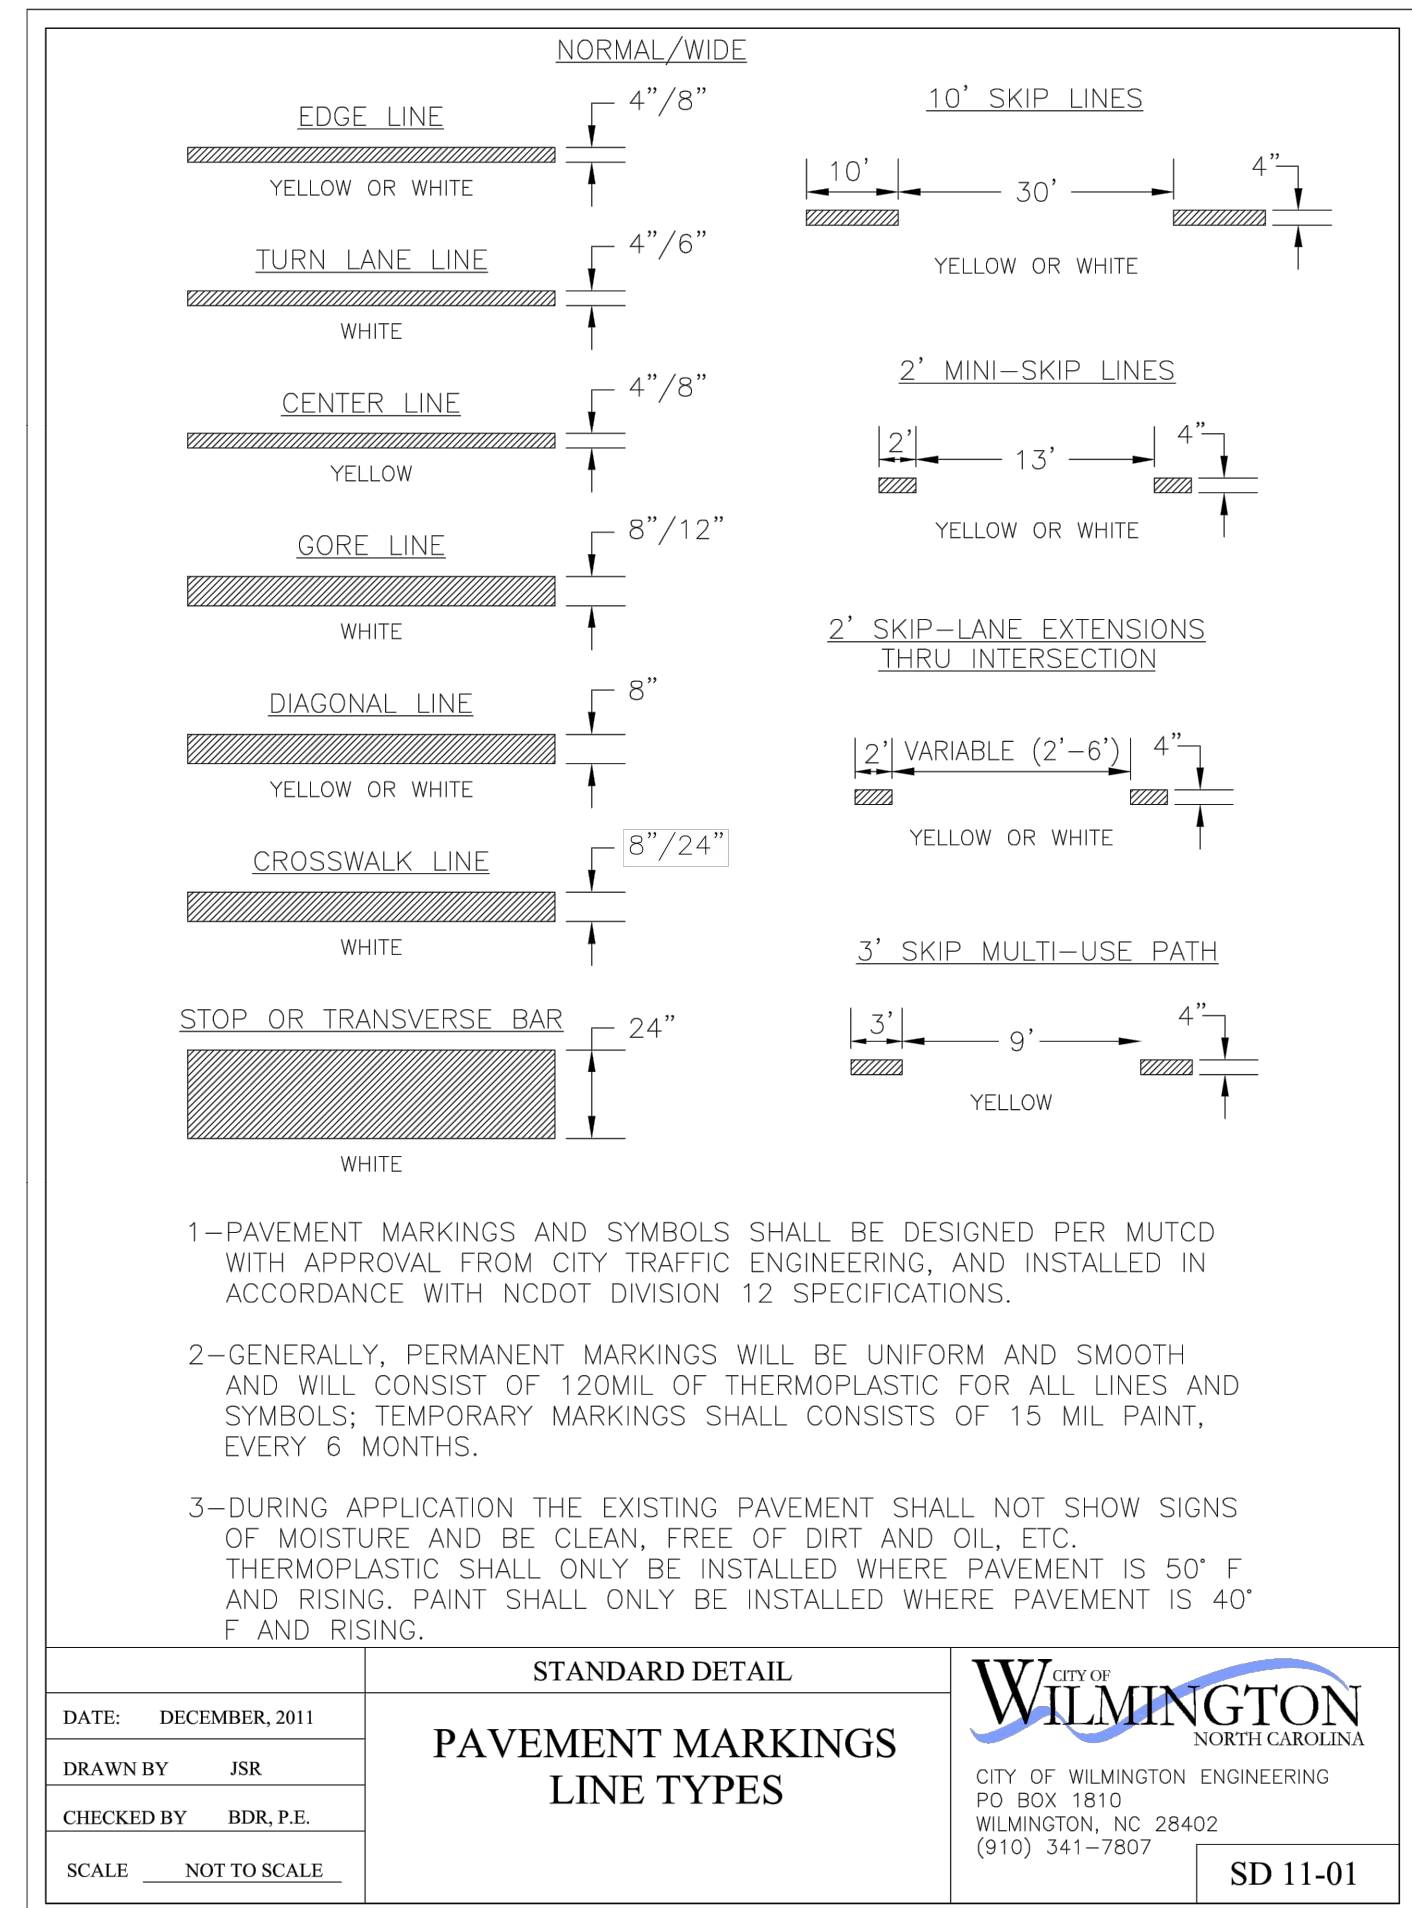 NORMAL/WIDE
EDGE LINE
4"/8"
YELLOW OR WHITE
TURN LANE LINE
4"/6"
WHITE
CENTER LINE
4"/8"
YELLOW
GORE LINE
8"/12"
WHITE
DIAGONAL LINE
8"
YELLOW OR WHITE
CROSSWALK LINE
8"/24"
WHITE
STOP OR TRANSVERSE BAR
24"
WHITE
10' SKIP LINES
10'
30'
4"
YELLOW OR WHITE
2' MINI-SKIP LINES
2'
13'
4"
YELLOW OR WHITE
2' SKIP-LANE EXTENSIONS
THRU INTERSECTION
2'
VARIABLE (2'-6')
4"
YELLOW OR WHITE
3' SKIP MULTI-USE PATH
3'
9'
4"
YELLOW
1-PAVEMENT MARKINGS AND SYMBOLS SHALL BE DESIGNED PER MUTCD
WITH APPROVAL FROM CITY TRAFFIC ENGINEERING, AND INSTALLED IN
ACCORDANCE WITH NCDOT DIVISION 12 SPECIFICATIONS.
2-GENERALLY, PERMANENT MARKINGS WILL BE UNIFORM AND SMOOTH
AND WILL CONSIST OF 120MIL OF THERMOPLASTIC FOR ALL LINES AND
SYMBOLS; TEMPORARY MARKINGS SHALL CONSISTS OF 15 MIL PAINT,
EVERY 6 MONTHS.
3-DURING APPLICATION THE EXISTING PAVEMENT SHALL NOT SHOW SIGNS
OF MOISTURE AND BE CLEAN, FREE OF DIRT AND OIL, ETC.
THERMOPLASTIC SHALL ONLY BE INSTALLED WHERE PAVEMENT IS 50° F
AND RISING. PAINT SHALL ONLY BE INSTALLED WHERE PAVEMENT IS 40°
F AND RISING.
DATE: DECEMBER, 2011
DRAWN BY JSR
CHECKED BY BDR, P.E.
SCALE NOT TO SCALE
STANDARD DETAIL
PAVEMENT MARKINGS
LINE TYPES
CITY OF
WILMINGTON
NORTH CAROLINA
CITY OF WILMINGTON ENGINEERING
PO BOX 1810
WILMINGTON, NC 28402
(910) 341-7807
SD 11-01